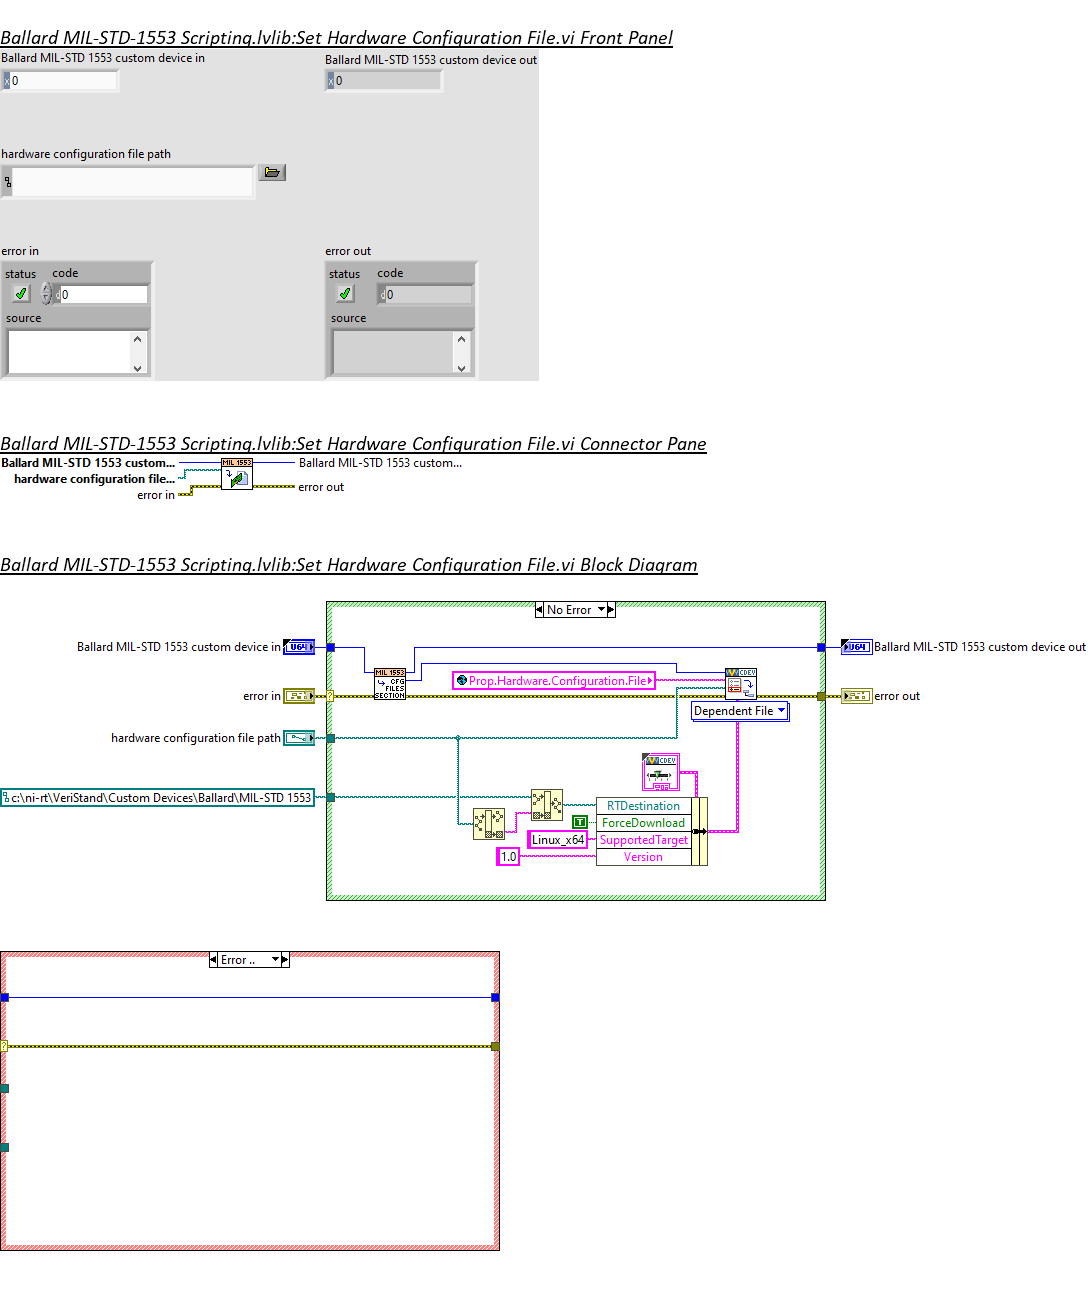 Ballard MIL-STD-1553 Scripting.lvlib:Set Hardware Configuration File.vi Front Panel
Ballard MIL-STD 1553 custom device in
Ballard MIL-STD 1553 custom device out
x 0
x 0
hardware configuration file path
error in
error out
status code
status code
d 0
d 0
source
source
Ballard MIL-STD-1553 Scripting.lvlib:Set Hardware Configuration File.vi Connector Pane
Ballard MIL-STD 1553 custom...
MIL 1553
Ballard MIL-STD 1553 custom...
hardware configuration file...
error in
error out
Ballard MIL-STD-1553 Scripting.lvlib:Set Hardware Configuration File.vi Block Diagram
No Error
Ballard MIL-STD 1553 custom device in
U64
U64
Ballard MIL-STD 1553 custom device out
MIL 1553
CFG
FILES
SECTION
Prop.Hardware.Configuration.File
CDEV
error in
?
error out
Dependent File
hardware configuration file path
CDEV
c:\ni-rt\VeriStand\Custom Devices\Ballard\MIL-STD 1553
RTDestination
T
ForceDownload
Linux_x64
SupportedTarget
1.0
Version
Error ..
?